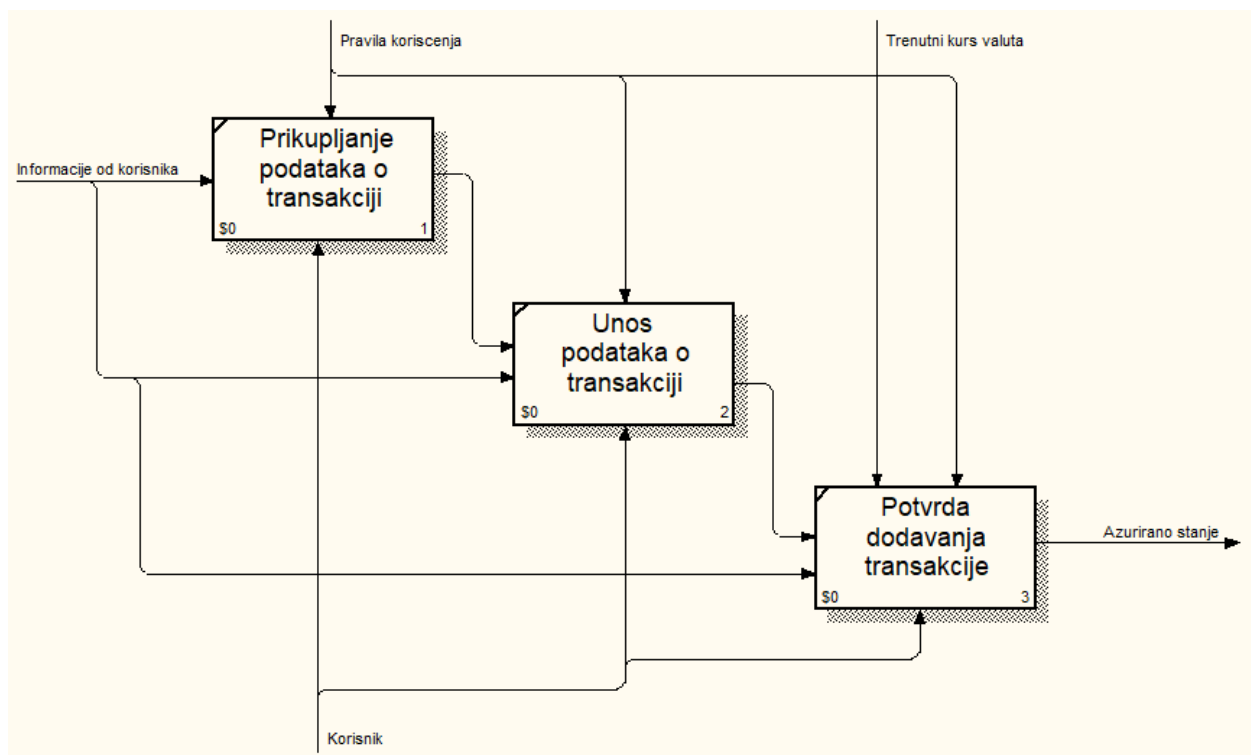 Pravila koriscenja
Trenutni kurs valuta
Informacije od korisnika
Prikupljanje
podataka o
transakciji
$0
1
Unos
podataka o
transakciji
$0
2
Potvrda
dodavanja
transakcije
$0
3
Azurirano stanje
Korisnik